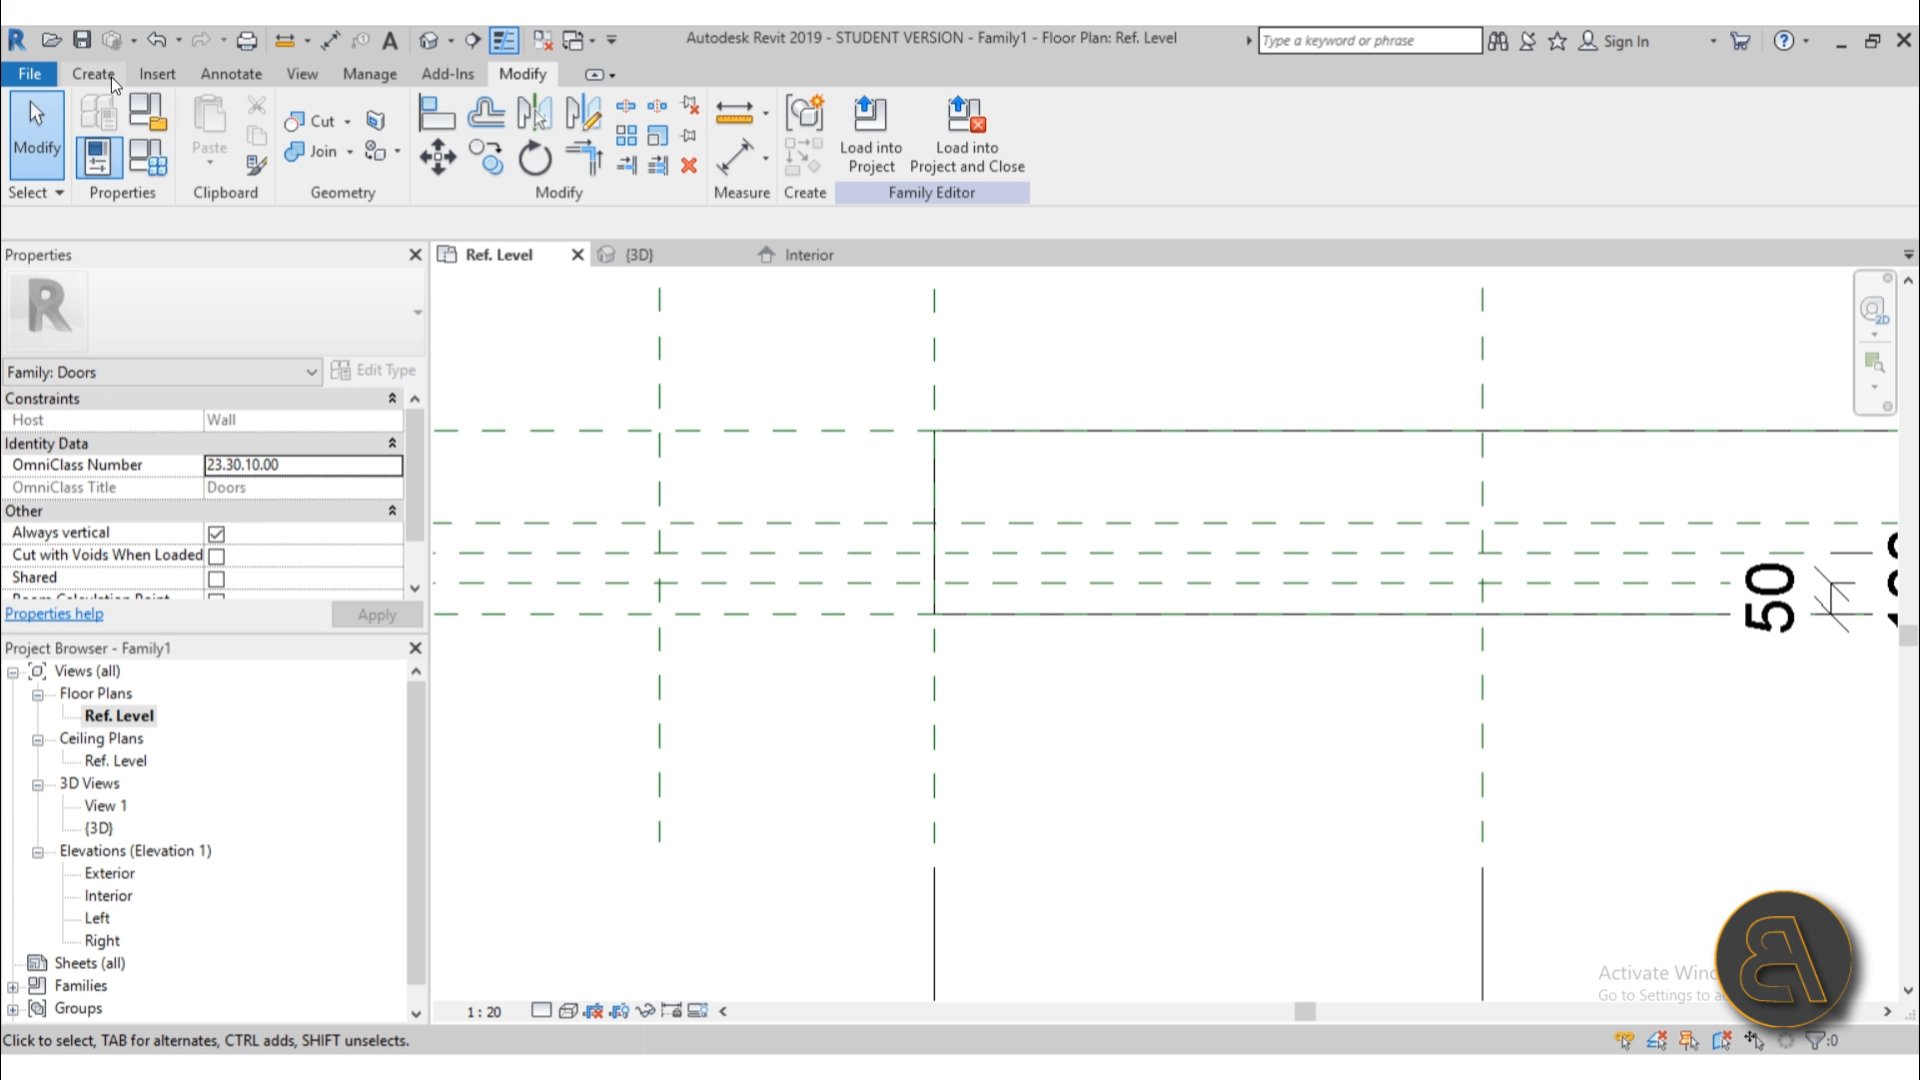 Autodesk Revit 2019 - STUDENT VERSION - Family1 - Floor Plan: Ref. Level
Type a keyword or phrase
Sign In
File Create Insert Annotate View Manage Add-Ins Modify
Modify
Paste
Cut
Join
Load into
Project
Load into
Project and Close
Select Properties Clipboard Geometry Modify Measure Create Family Editor
Properties
Ref. Level
{3D}
Interior
2D
R
Family: Doors
Edit Type
Constraints
Host Wall
Identity Data
OmniClass Number 23.30.10.00
OmniClass Title Doors
Other
Always vertical
Cut with Voids When Loaded
Shared
Room Calculation Point
Properties help
Apply
Project Browser - Family1
Views (all)
Floor Plans
Ref. Level
Ceiling Plans
Ref. Level
3D Views
View 1
{3D}
Elevations (Elevation 1)
Exterior
Interior
Left
Right
Sheets (all)
Families
Groups
50
1 : 20
Activate Wind
Go to Settings to a
Click to select, TAB for alternates, CTRL adds, SHIFT unselects.
:0